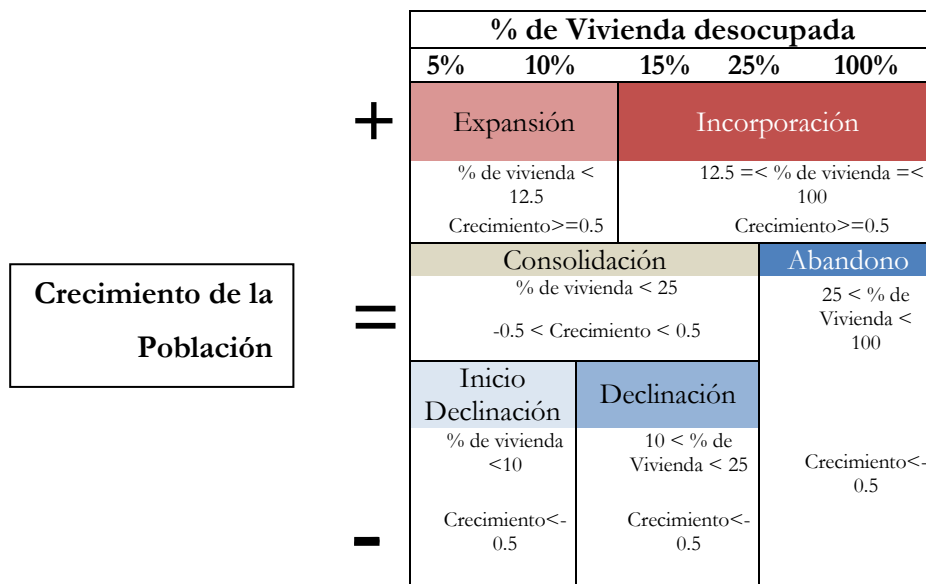 % de Vivienda desocupada
5% 10% 15% 25% 100%
+
Expansión
Incorporación
% de vivienda <
12.5
Crecimiento>=0.5
12.5 =< % de vivienda =<
100
Crecimiento>=0.5
Crecimiento de la
Población
=
Consolidación
% de vivienda < 25
-0.5 < Crecimiento < 0.5
Abandono
25 < % de
Vivienda <
100
Crecimiento<-
0.5
-
Inicio
Declinación
% de vivienda
<10
Crecimiento<-
0.5
Declinación
10 < % de
Vivienda < 25
Crecimiento<-
0.5